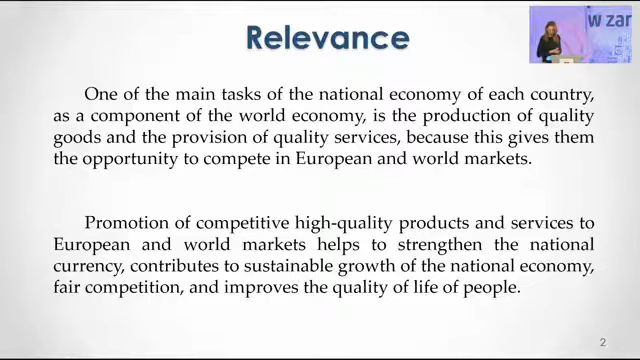 Relevance
w zar
One of the main tasks of the national economy of each country,
as a component of the world economy, is the production of quality
goods and the provision of quality services, because this gives them
the opportunity to compete in European and world markets.
Promotion of competitive high-quality products and services to
European and world markets helps to strengthen the national
currency, contributes to sustainable growth of the national economy,
fair competition, and improves the quality of life of people.
2